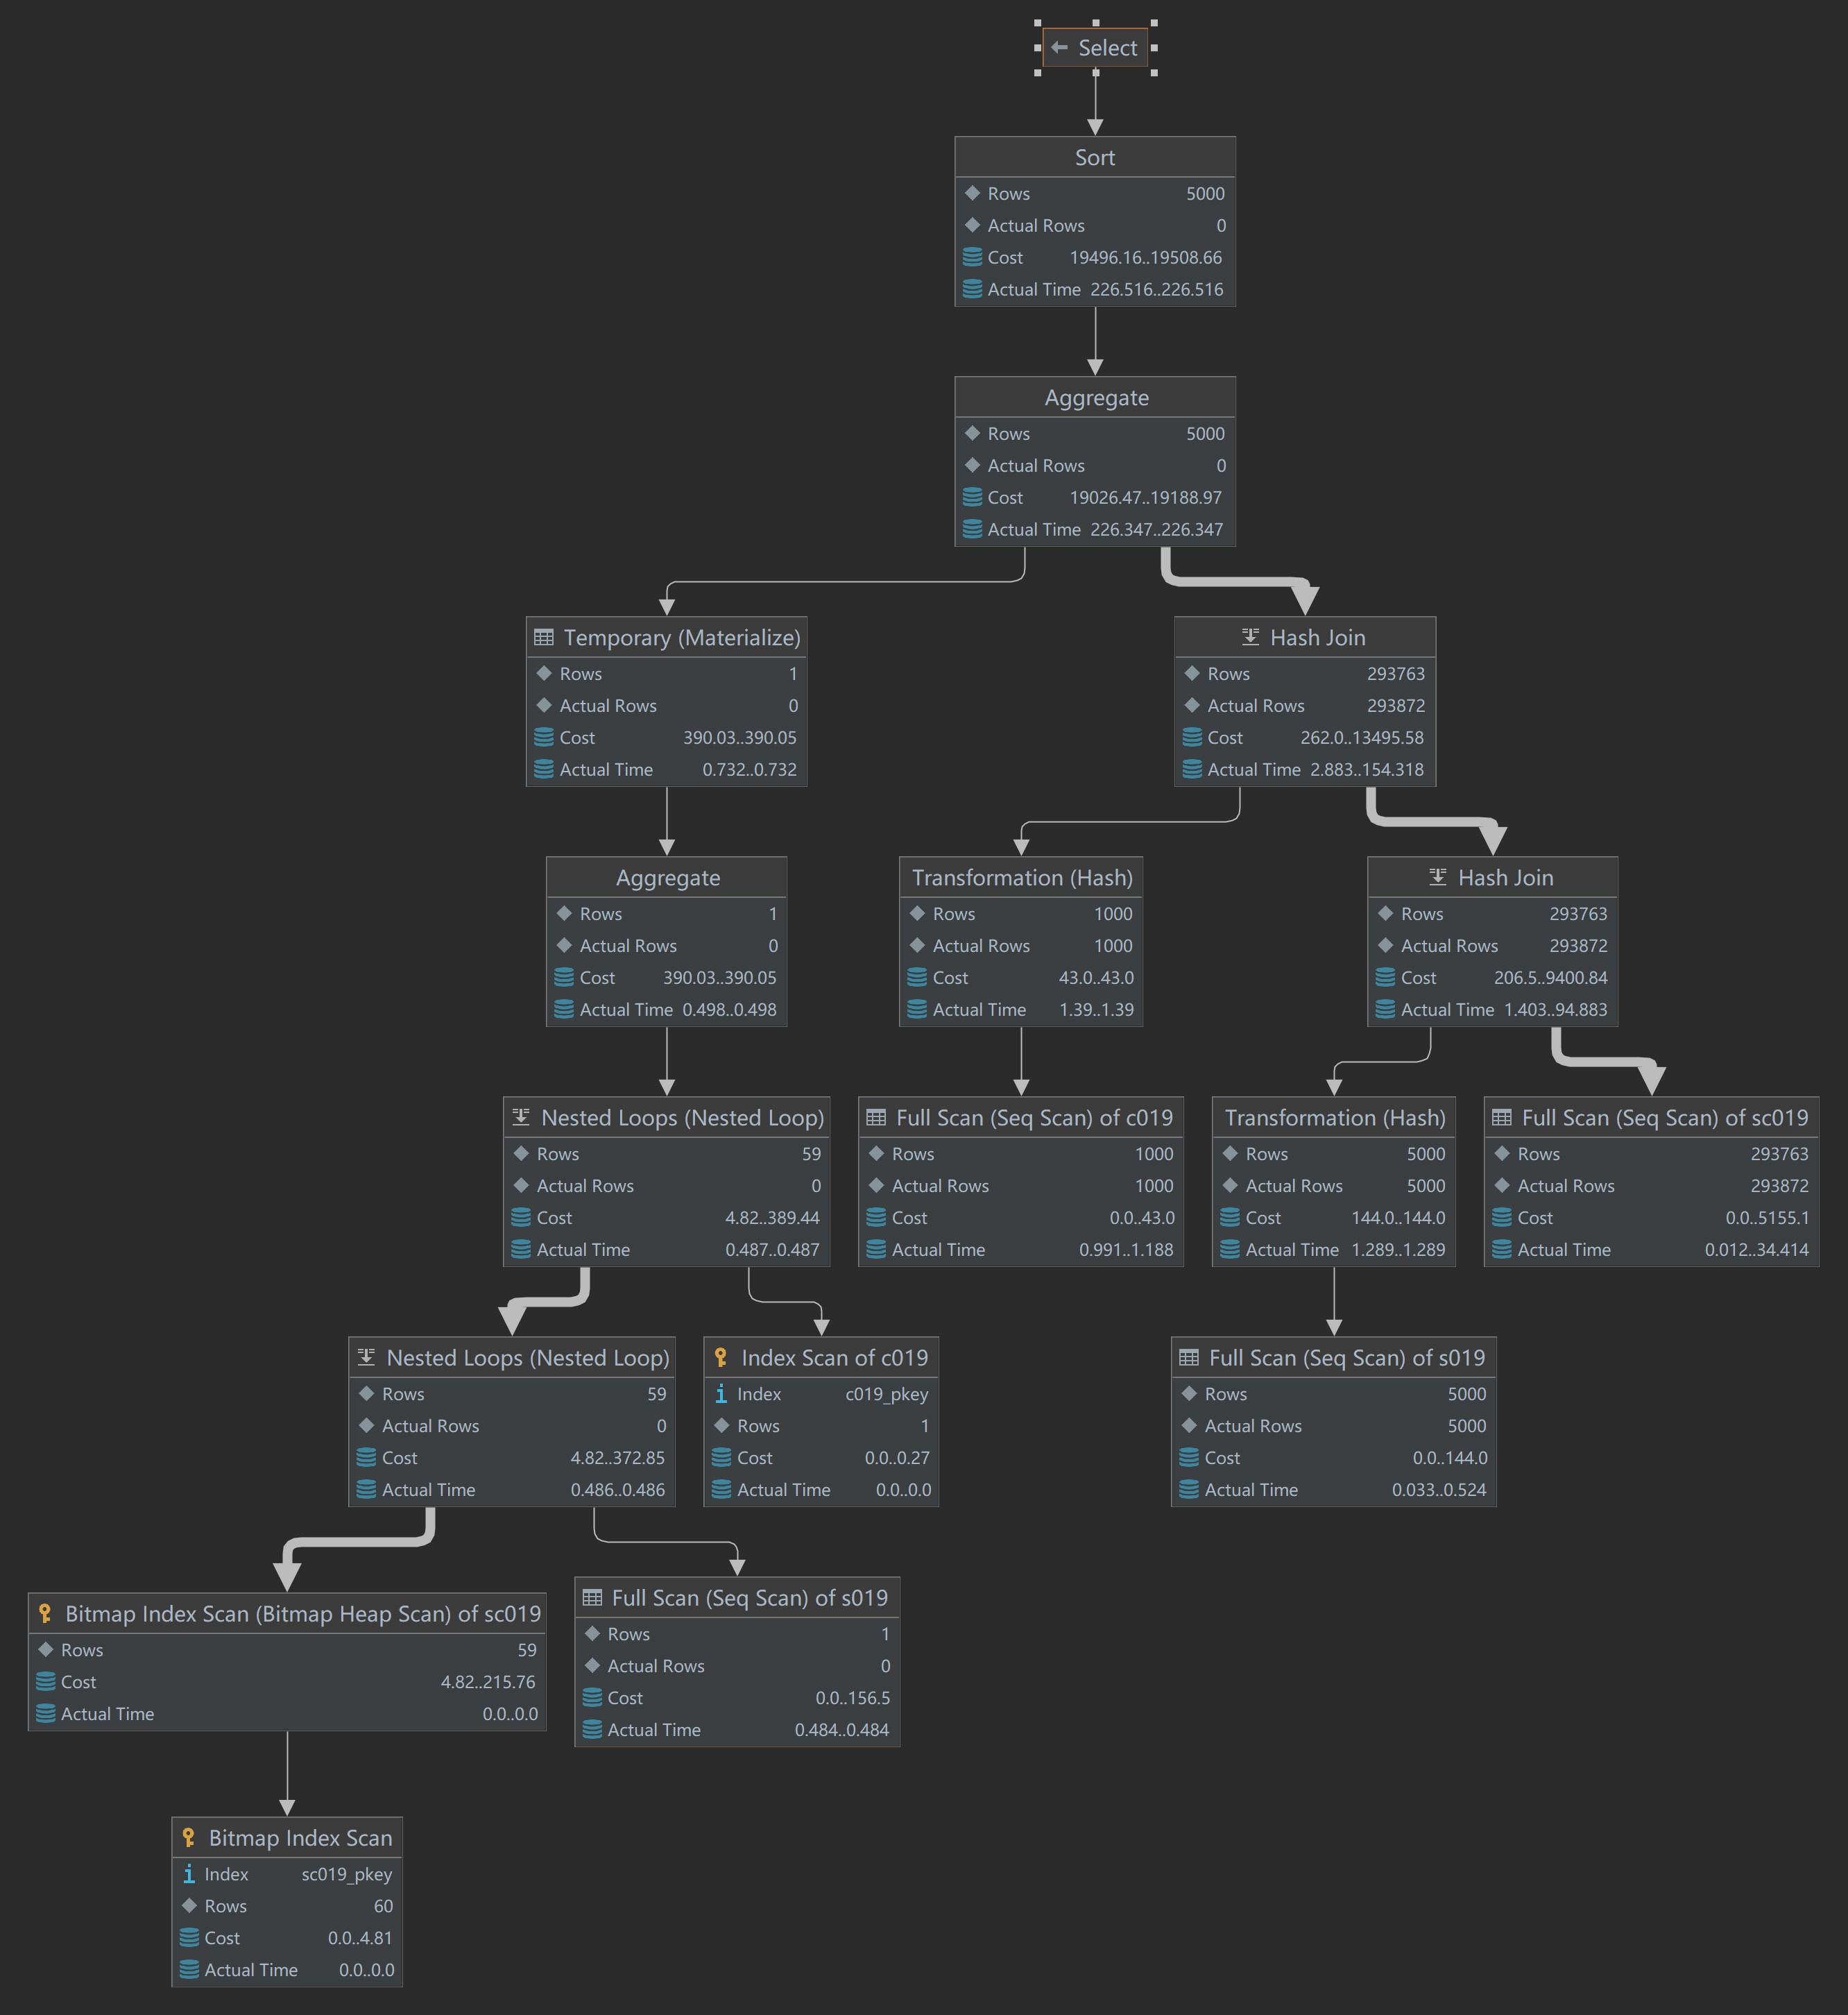 Select
Sort
Rows 5000
Actual Rows 0
Cost 19496.16..19508.66
Actual Time 226.516..226.516
Aggregate
Rows 5000
Actual Rows 0
Cost 19026.47..19188.97
Actual Time 226.347..226.347
Temporary (Materialize)
Rows 1
Actual Rows 0
Cost 390.03..390.05
Actual Time 0.732..0.732
Hash Join
Rows 293763
Actual Rows 293872
Cost 262.0..13495.58
Actual Time 2.883..154.318
Aggregate
Rows 1
Actual Rows 0
Cost 390.03..390.05
Actual Time 0.498..0.498
Transformation (Hash)
Rows 1000
Actual Rows 1000
Cost 43.0..43.0
Actual Time 1.39..1.39
Hash Join
Rows 293763
Actual Rows 293872
Cost 206.5..9400.84
Actual Time 1.403..94.883
Nested Loops (Nested Loop)
Rows 59
Actual Rows 0
Cost 4.82..389.44
Actual Time 0.487..0.487
Full Scan (Seq Scan) of c019
Rows 1000
Actual Rows 1000
Cost 0.0..43.0
Actual Time 0.991..1.188
Transformation (Hash)
Rows 5000
Actual Rows 5000
Cost 144.0..144.0
Actual Time 1.289..1.289
Full Scan (Seq Scan) of sc019
Rows 293763
Actual Rows 293872
Cost 0.0..5155.1
Actual Time 0.012..34.414
Nested Loops (Nested Loop)
Rows 59
Actual Rows 0
Cost 4.82..372.85
Actual Time 0.486..0.486
Index Scan of c019
Index c019_pkey
Rows 1
Cost 0.0..0.27
Actual Time 0.0..0.0
Full Scan (Seq Scan) of s019
Rows 5000
Actual Rows 5000
Cost 0.0..144.0
Actual Time 0.033..0.524
Bitmap Index Scan (Bitmap Heap Scan) of sc019
Rows 59
Cost 4.82..215.76
Actual Time 0.0..0.0
Full Scan (Seq Scan) of s019
Rows 1
Actual Rows 0
Cost 0.0..156.5
Actual Time 0.484..0.484
Bitmap Index Scan
Index sc019_pkey
Rows 60
Cost 0.0..4.81
Actual Time 0.0..0.0